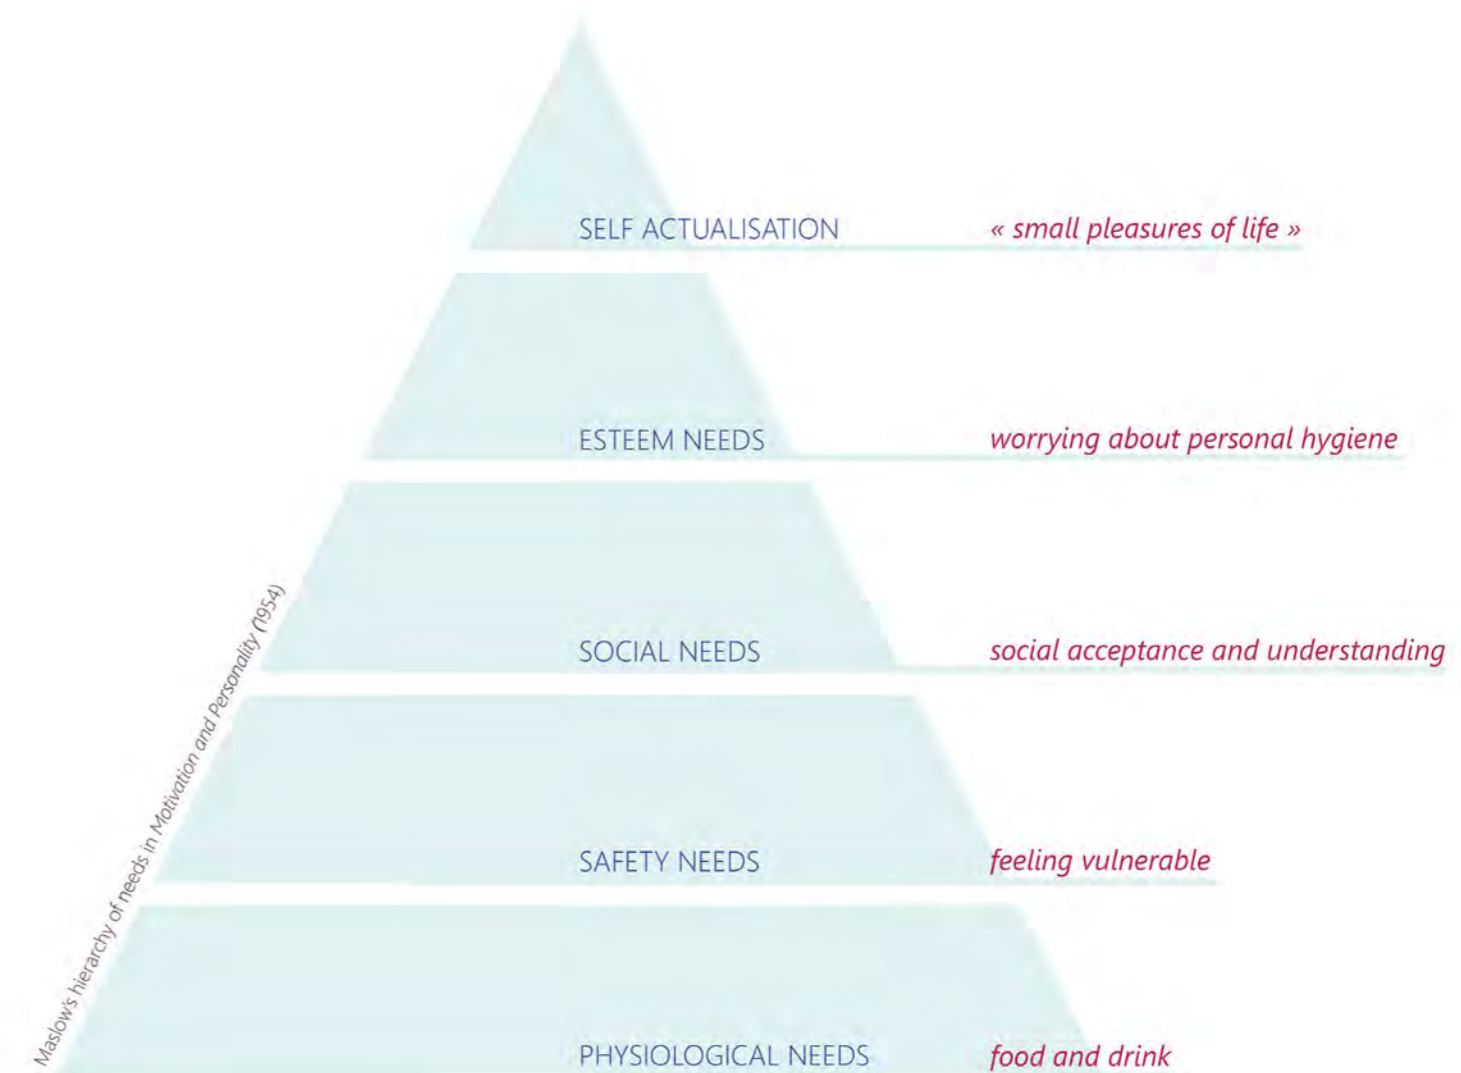 SELF ACTUALISATION « small pleasures of life »
ESTEEM NEEDS worrying about personal hygiene
SOCIAL NEEDS social acceptance and understanding
SAFETY NEEDS feeling vulnerable
PHYSIOLOGICAL NEEDS food and drink
Maslow's hierarchy of needs in Motivation and Personality (1954)